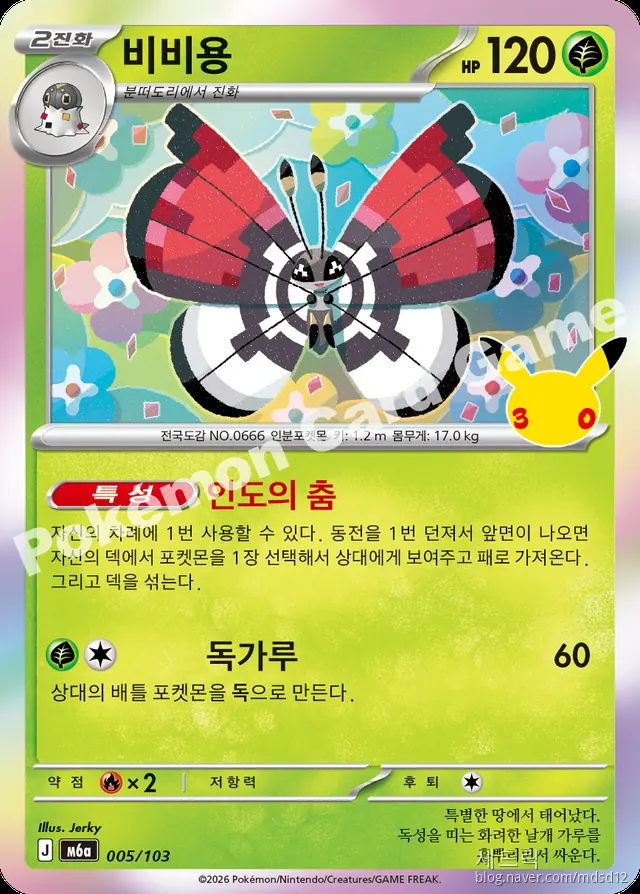 2진화
비비용
HP 120
분떠도리에서 진화
Pokémon Card Game
30
전국도감 NO.0666 인분포켓몬 키: 1.2 m 몸무게: 17.0 kg
특성 인도의 춤
자신의 차례에 1번 사용할 수 있다. 동전을 1번 던져서 앞면이 나오면
자신의 덱에서 포켓몬을 1장 선택해서 상대에게 보여주고 패로 가져온다.
그리고 덱을 섞는다.
독가루 60
상대의 배틀 포켓몬을 독으로 만든다.
약점 ×2 저항력 후퇴
특별한 땅에서 태어났다.
독성을 띠는 화려한 날개 가루를
싸운다.
Illus. Jerky
J M6a 005/103
©2026 Pokémon/Nintendo/Creatures/GAME FREAK.
blog.naver.com/mdsd12